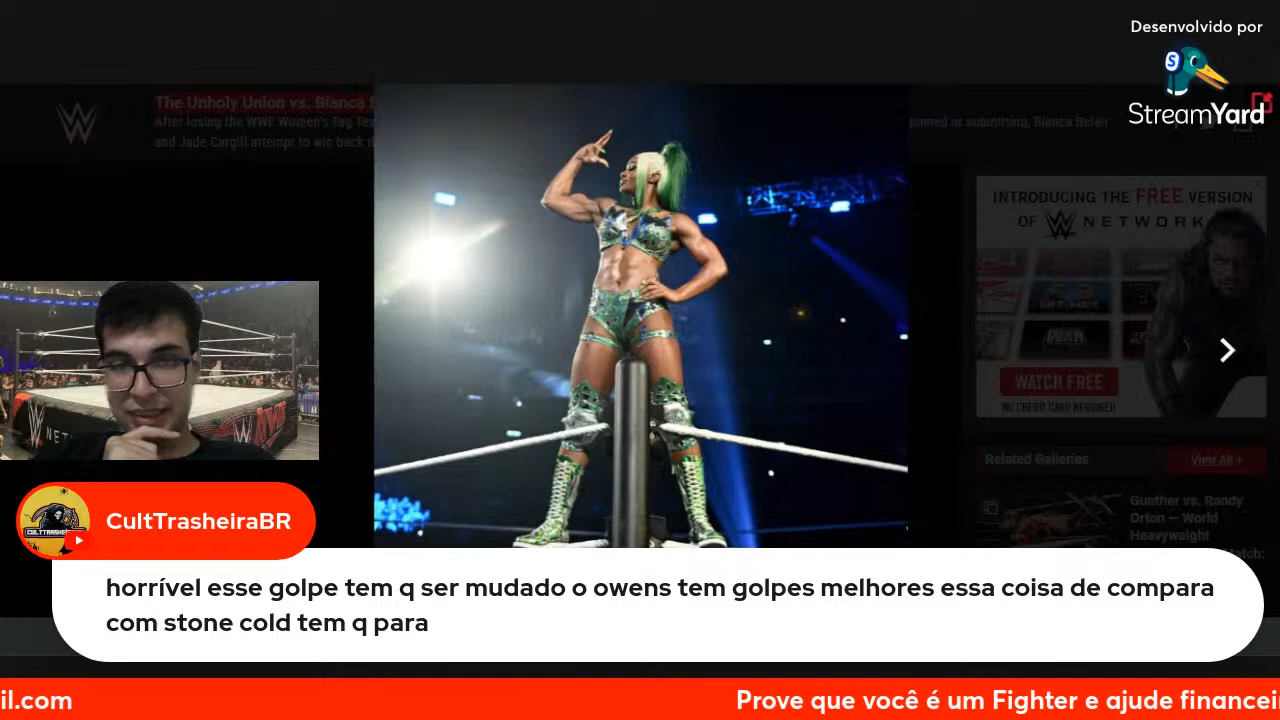 Desenvolvido por
StreamYard
The Unholy Union vs. Bianca B
After losing the WWE Women's Tag Te
pinned or submitting, Bianca Belair
and Jade Cargill attempt to win back
INTRODUCING THE FREE VERSION
OF W NETWORK
WATCH FREE
NO CREDIT CARD REQUIRED
Related Galleries
View All +
Gunther vs. Randy
Orton — World
Heavyweight
Match:
NET
CultTrasheiraBR
horrível esse golpe tem q ser mudado o owens tem golpes melhores essa coisa de compara
com stone cold tem q para
il.com
Prove que você é um Fighter e ajude financei